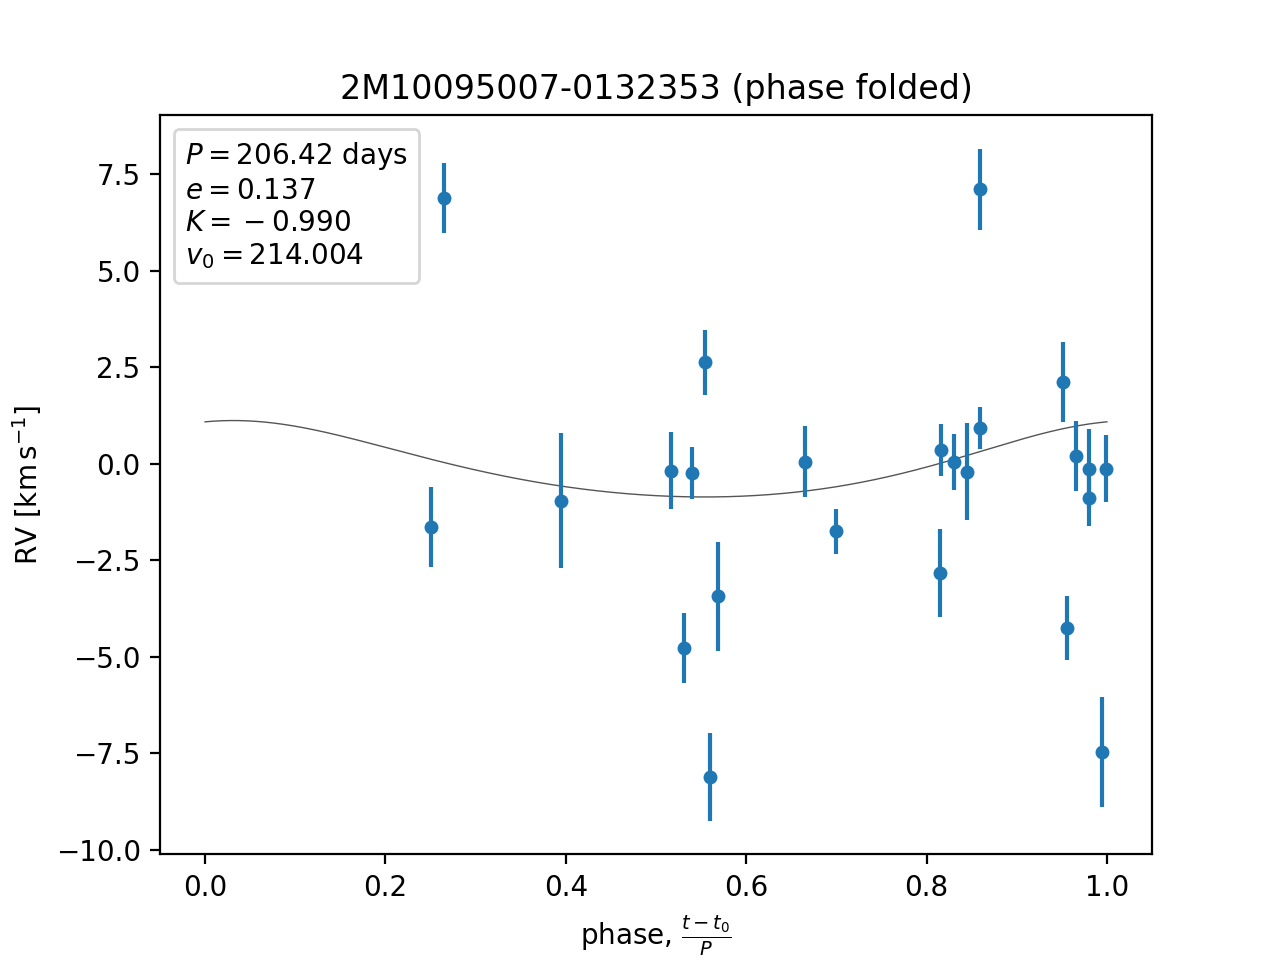 2M10095007-0132353 (phase folded)
P = 206.42 days
e = 0.137
K = −0.990
v₀ = 214.004
RV [km s⁻¹]
7.5
5.0
2.5
0.0
−2.5
−5.0
−7.5
−10.0
0.0 0.2 0.4 0.6 0.8 1.0
phase, (t − t₀)/P